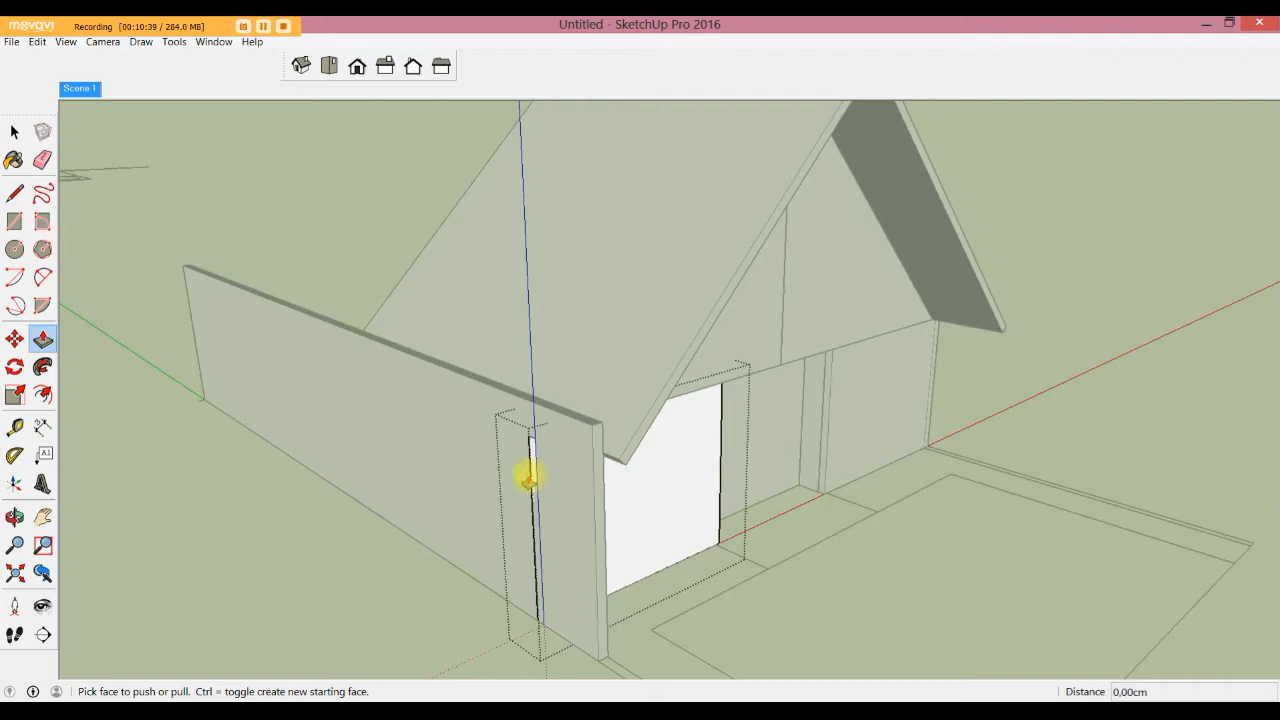 movavi
Recording [00:10:39 / 284.0 MB]
Untitled - SketchUp Pro 2016
File Edit View Camera Draw Tools Window Help
Scene 1
A1
Pick face to push or pull. Ctrl = toggle create new starting face.
Distance 0,00cm